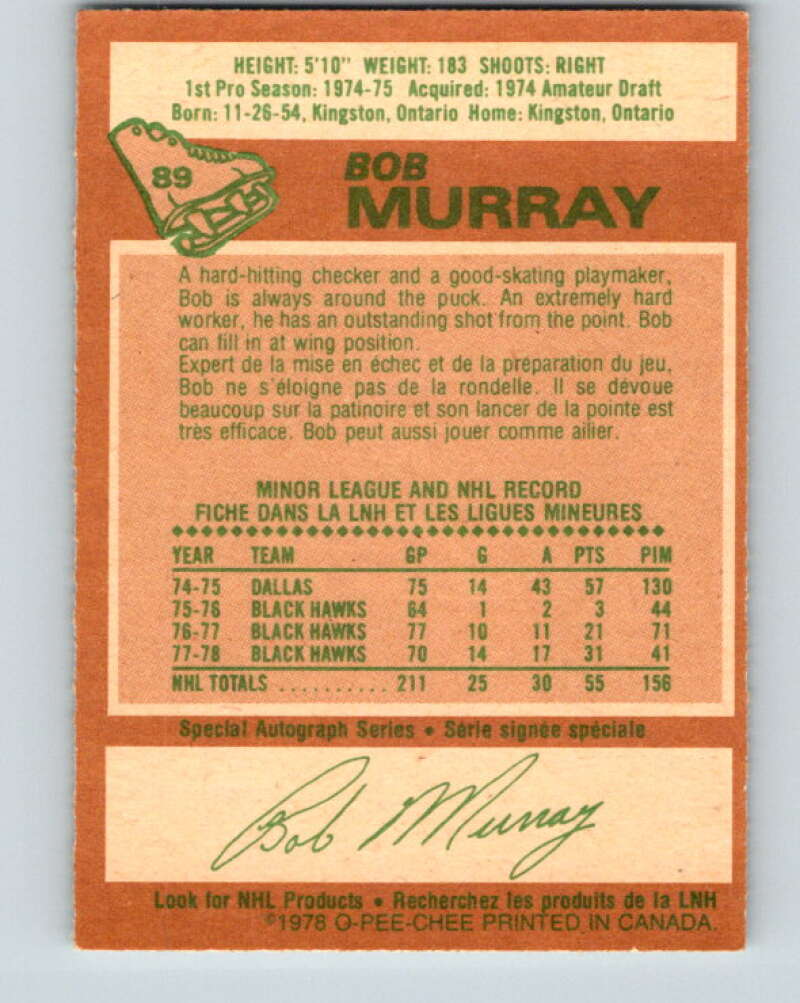 HEIGHT: 5'10" WEIGHT: 183 SHOOTS: RIGHT
1st Pro Season: 1974-75 Acquired: 1974 Amateur Draft
Born: 11-26-54, Kingston, Ontario Home: Kingston, Ontario
89
BOB
MURRAY
A hard-hitting checker and a good-skating playmaker,
Bob is always around the puck. An extremely hard
worker, he has an outstanding shot from the point. Bob
can fill in at wing position.
Expert de la mise en échec et de la préparation du jeu,
Bob ne s'éloigne pas de la rondelle. Il se dévoue
beaucoup sur la patinoire et son lancer de la pointe est
très efficace. Bob peut aussi jouer comme ailier.
MINOR LEAGUE AND NHL RECORD
FICHE DANS LA LNH ET LES LIGUES MINEURES
YEAR TEAM GP G A PTS PIM
74-75 DALLAS 75 14 43 57 130
75-76 BLACK HAWKS 64 1 2 3 44
76-77 BLACK HAWKS 77 10 11 21 71
77-78 BLACK HAWKS 70 14 17 31 41
NHL TOTALS .......... 211 25 30 55 156
Special Autograph Series • Série signée spéciale
Bob Murray
Look for NHL Products • Recherchez les produits de la LNH
©1978 O-PEE-CHEE PRINTED IN CANADA.